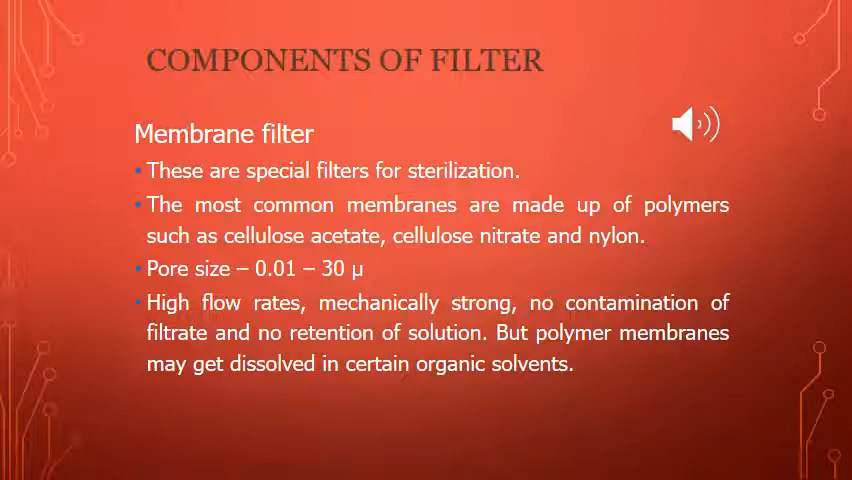 COMPONENTS OF FILTER
Membrane filter
• These are special filters for sterilization.
• The most common membranes are made up of polymers
such as cellulose acetate, cellulose nitrate and nylon.
• Pore size – 0.01 – 30 µ
• High flow rates, mechanically strong, no contamination of
filtrate and no retention of solution. But polymer membranes
may get dissolved in certain organic solvents.